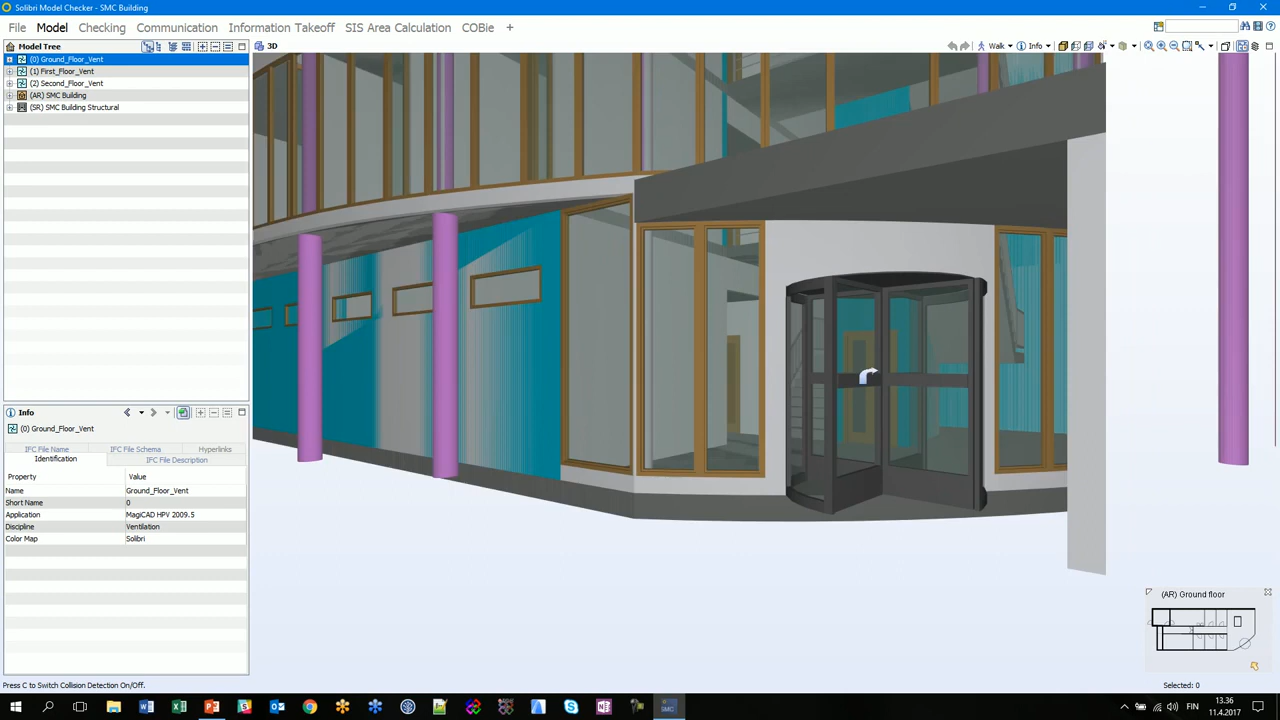 Solibri Model Checker - SMC Building
File Model Checking Communication Information Takeoff SIS Area Calculation COBie +
Model Tree
3D
Walk Info
(0) Ground_Floor_Vent
(1) First_Floor_Vent
(2) Second_Floor_Vent
(AR) SMC Building
(SR) SMC Building Structural
Info
(0) Ground_Floor_Vent
IFC File Name IFC File Schema Hyperlinks
Identification IFC File Description
Property Value
Name Ground_Floor_Vent
Short Name 0
Application MagiCAD HPV 2009.5
Discipline Ventilation
Color Map Solibri
(AR) Ground floor
Press C to Switch Collision Detection On/Off.
Selected: 0
FIN
13.36
11.4.2017